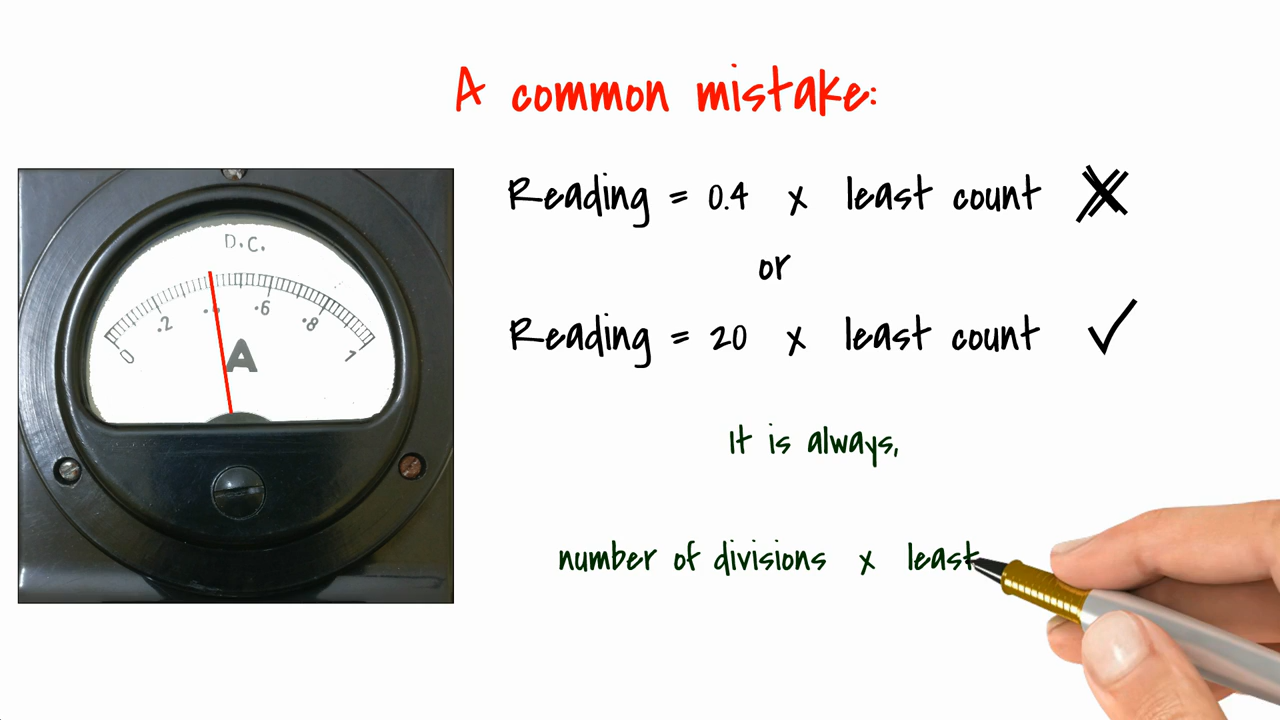 A common mistake:
Reading = 0.4 x least count X
or
Reading = 20 x least count ✓
It is always,
number of divisions x least
D.C.
0 .2 .4 .6 .8 1
A